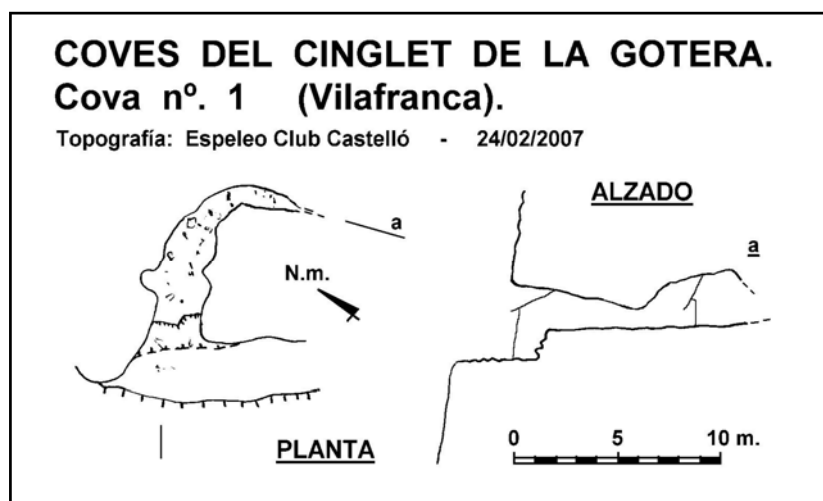 COVES DEL CINGLET DE LA GOTERA.
Cova nº. 1 (Vilafranca).
Topografía: Espeleo Club Castelló - 24/02/2007
ALZADO
a
a
N.m.
0 5 10 m.
PLANTA